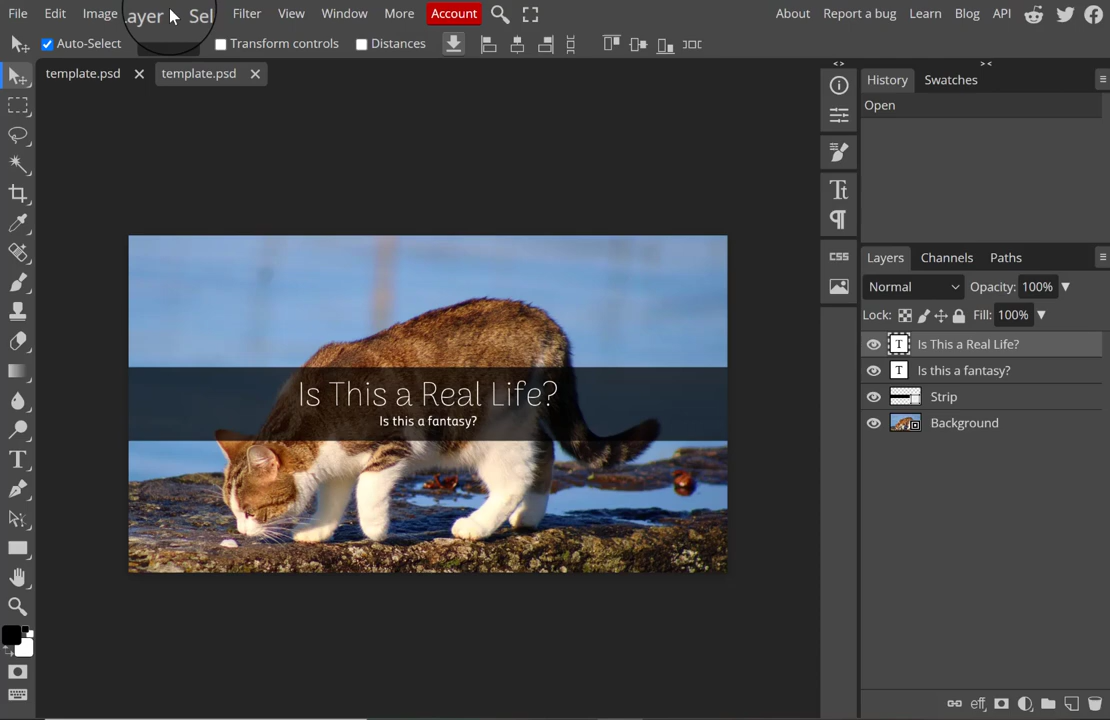 File Edit Image ayer Sel Filter View Window More Account About Report a bug Learn Blog API
Auto-Select Transform controls Distances
template.psd template.psd
History Swatches
Open
Is This a Real Life?
Is this a fantasy?
CSS
Layers Channels Paths
Normal Opacity: 100%
Lock: Fill: 100%
T Is This a Real Life?
T Is this a fantasy?
Strip
Background
eff